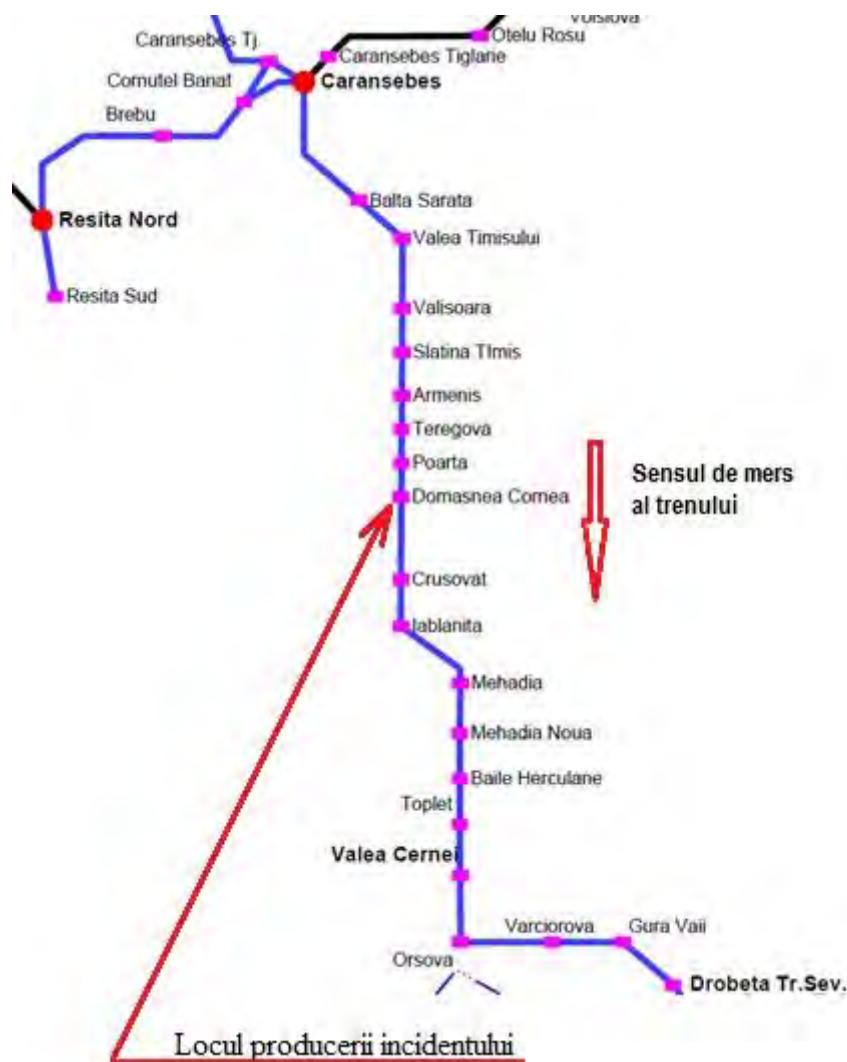 Voislova
Otelu Rosu
Caransebes Tj.
Caransebes Tiglarie
Cornutel Banat
Caransebes
Brebu
Balta Sarata
Resita Nord
Valea Timisului
Resita Sud
Valisoara
Slatina TImis
Armenis
Teregova
Poarta
Sensul de mers
al trenului
Domasnea Cornea
Crusovat
Iablanita
Mehadia
Mehadia Noua
Baile Herculane
Toplet
Valea Cernei
Varciorova
Gura Vaii
Orsova
Drobeta Tr.Sev.
Locul producerii incidentului